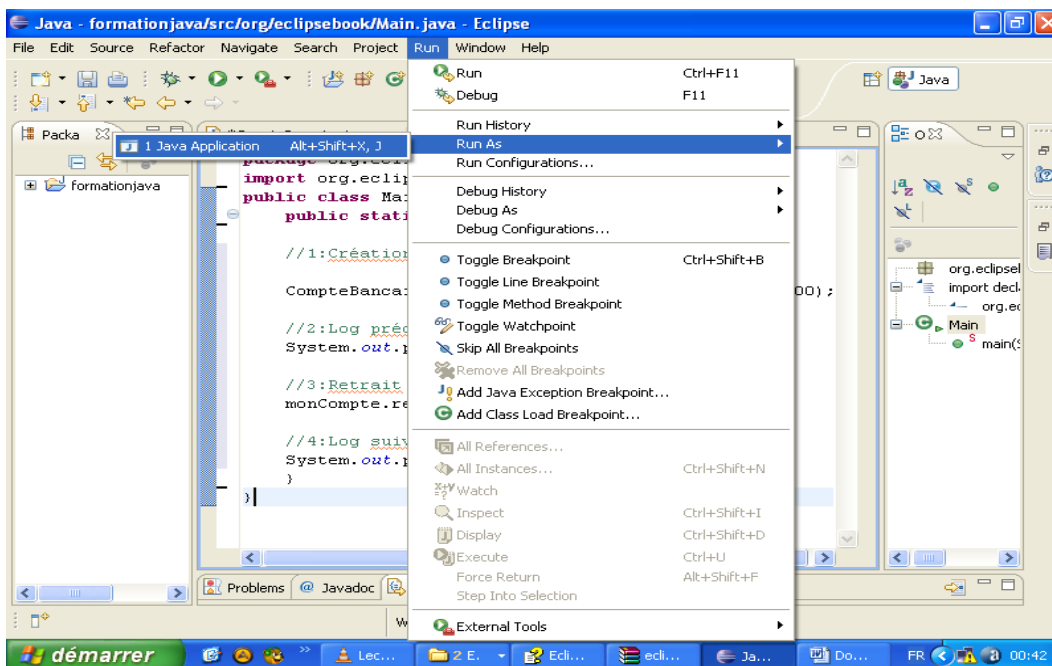 Java - formationjava/src/org/eclipsebook/Main.java - Eclipse
File Edit Source Refactor Navigate Search Project Run Window Help
Java
Packa
formationjava
1 Java Application Alt+Shift+X, J
Run Ctrl+F11
Debug F11
Run History
Run As
Run Configurations...
Debug History
Debug As
Debug Configurations...
Toggle Breakpoint Ctrl+Shift+B
Toggle Line Breakpoint
Toggle Method Breakpoint
Toggle Watchpoint
Skip All Breakpoints
Remove All Breakpoints
Add Java Exception Breakpoint...
Add Class Load Breakpoint...
All References...
All Instances... Ctrl+Shift+N
Watch
Inspect Ctrl+Shift+I
Display Ctrl+Shift+D
Execute Ctrl+U
Force Return Alt+Shift+F
Step Into Selection
External Tools
import org.eclip
public class Ma
public stati
//1:Création
CompteBanca 00);
//2:Log pré
System.out.p
//3:Retrait
monCompte.re
//4:Log suiv
System.out.p
}
}
org.eclipsel
import decl
org.ec
Main
main(S
Problems @ Javadoc
démarrer Lec... 2 E. Ecli... ecli... Ja... Do... FR 00:42